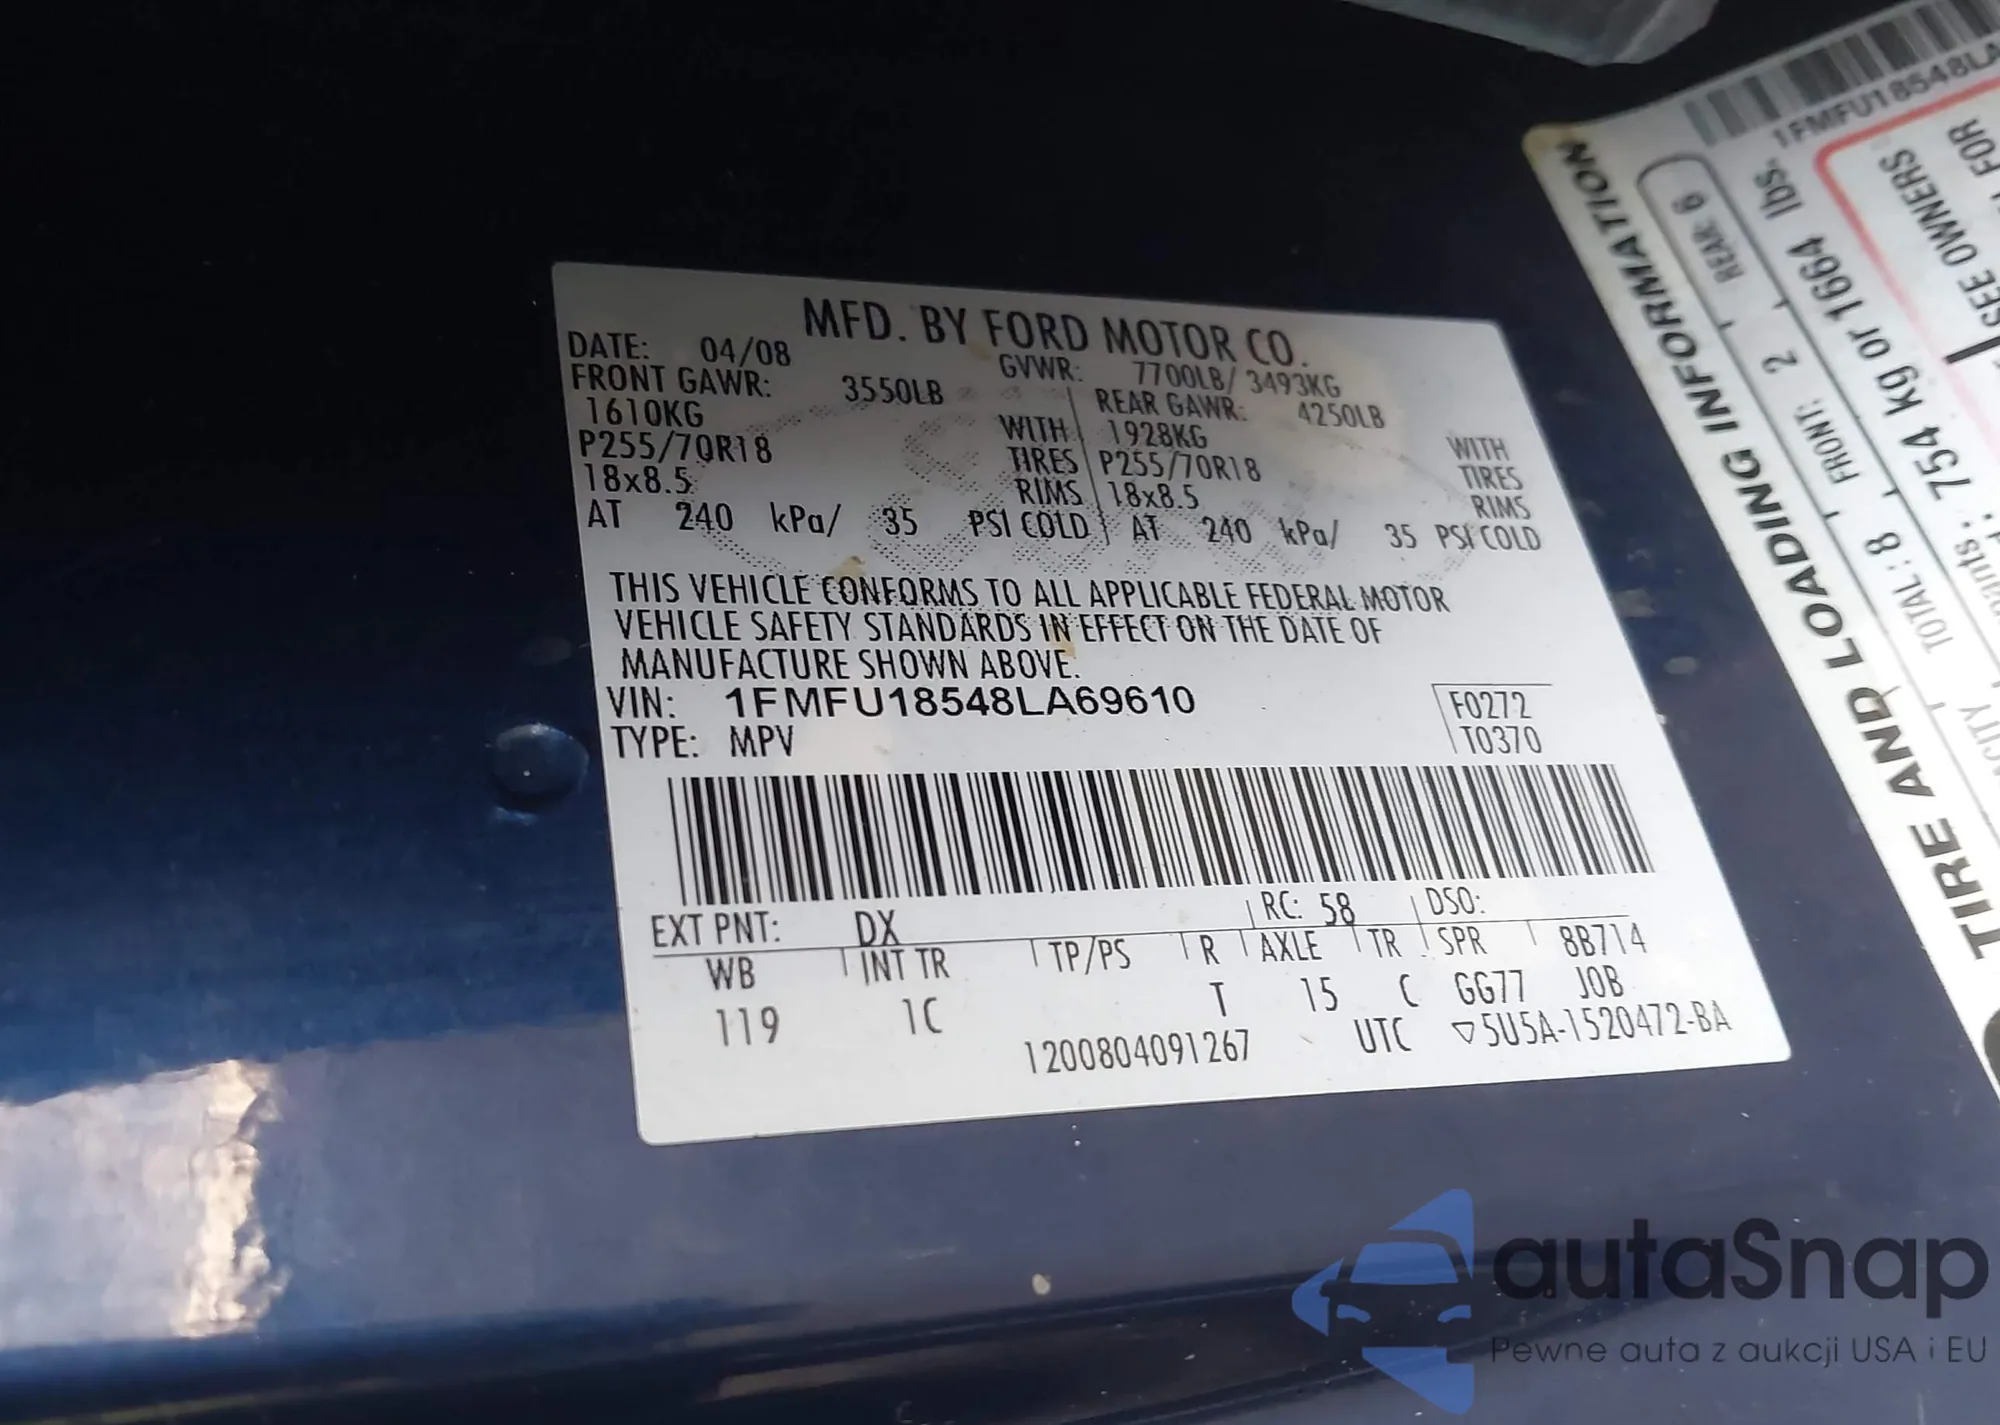 MFD. BY FORD MOTOR CO.
DATE: 04/08 GVWR: 7700LB/ 3493KG
FRONT GAWR: 3550LB REAR GAWR: 4250LB
1610KG WITH 1928KG WITH
P255/70R18 TIRES P255/70R18 TIRES
18x8.5 RIMS 18x8.5 RIMS
AT 240 kPa/ 35 PSI COLD AT 240 kPa/ 35 PSI COLD
THIS VEHICLE CONFORMS TO ALL APPLICABLE FEDERAL MOTOR
VEHICLE SAFETY STANDARDS IN EFFECT ON THE DATE OF
MANUFACTURE SHOWN ABOVE.
VIN: 1FMFU18548LA69610 F0272
TYPE: MPV T0370
EXT PNT: DX RC: 58 DSO:
WB INT TR TP/PS R AXLE TR SPR 8B714
119 1C T 15 C GG77 JOB
1200804091267 UTC ▽5U5A-1520472-BA
1FMFU18548LA
TIRE AND LOADING INFORMATION
TOTAL: 8 FRONT: 2 REAR: 6
754 kg or 1664 lbs.
SEE OWNERS
FOR
autaSnap
Pewne auta z aukcji USA i EU